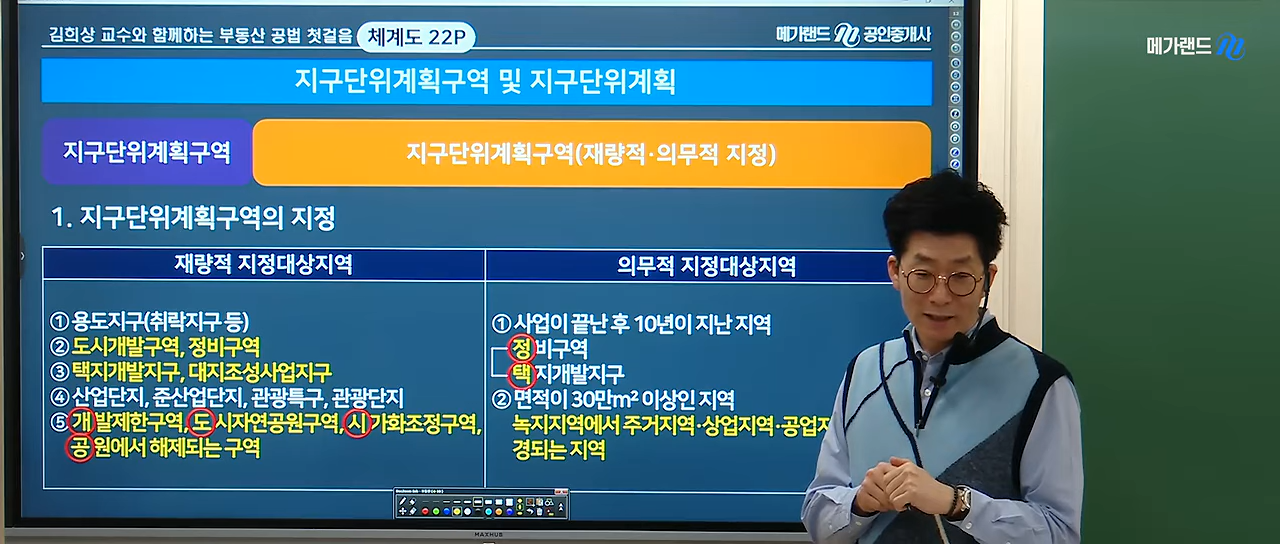 김희상 교수와 함께하는 부동산 공법 첫걸음 체계도 22P
메가랜드 공인중개사
메가랜드
지구단위계획구역 및 지구단위계획
지구단위계획구역
지구단위계획구역(재량적·의무적 지정)
1. 지구단위계획구역의 지정
재량적 지정대상지역
① 용도지구(취락지구 등)
② 도시개발구역, 정비구역
③ 택지개발지구, 대지조성사업지구
④ 산업단지, 준산업단지, 관광특구, 관광단지
⑤ 개발제한구역, 도시자연공원구역, 시가화조정구역,
공원에서 해제되는 구역
의무적 지정대상지역
① 사업이 끝난 후 10년이 지난 지역
정비구역
택지개발지구
② 면적이 30만m² 이상인 지역
녹지지역에서 주거지역·상업지역·공업지
경되는 지역
MAXHUB